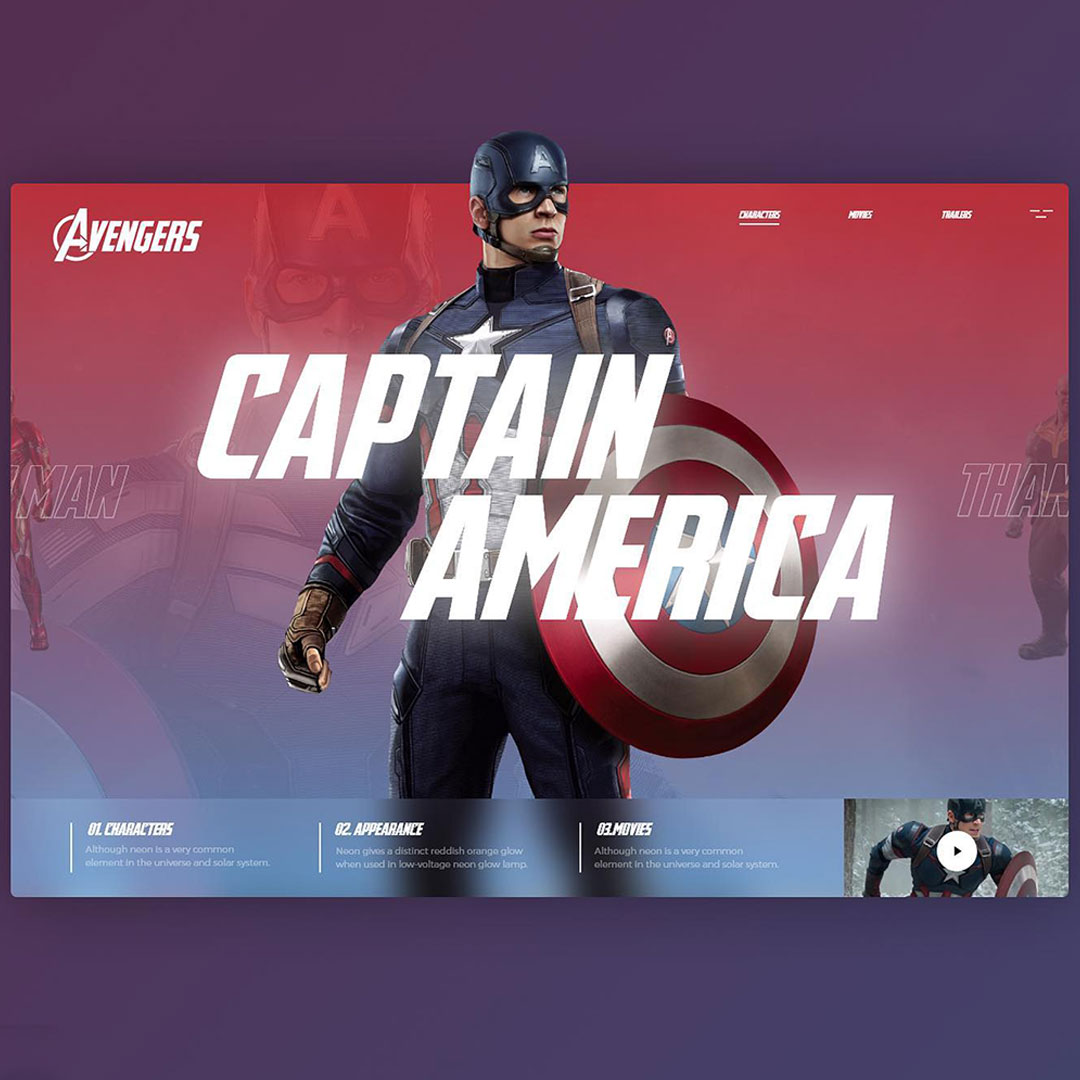 AVENGERS
CHARACTERS
MOVIES
TRAILERS
CAPTAIN
AMERICA
MAN
THAN
01. CHARACTERS
Although neon is a very common
element in the universe and solar system.
02. APPEARANCE
Neon gives a distinct reddish orange glow
when used in low-voltage neon glow lamp.
03.MOVIES
Although neon is a very common
element in the universe and solar system.